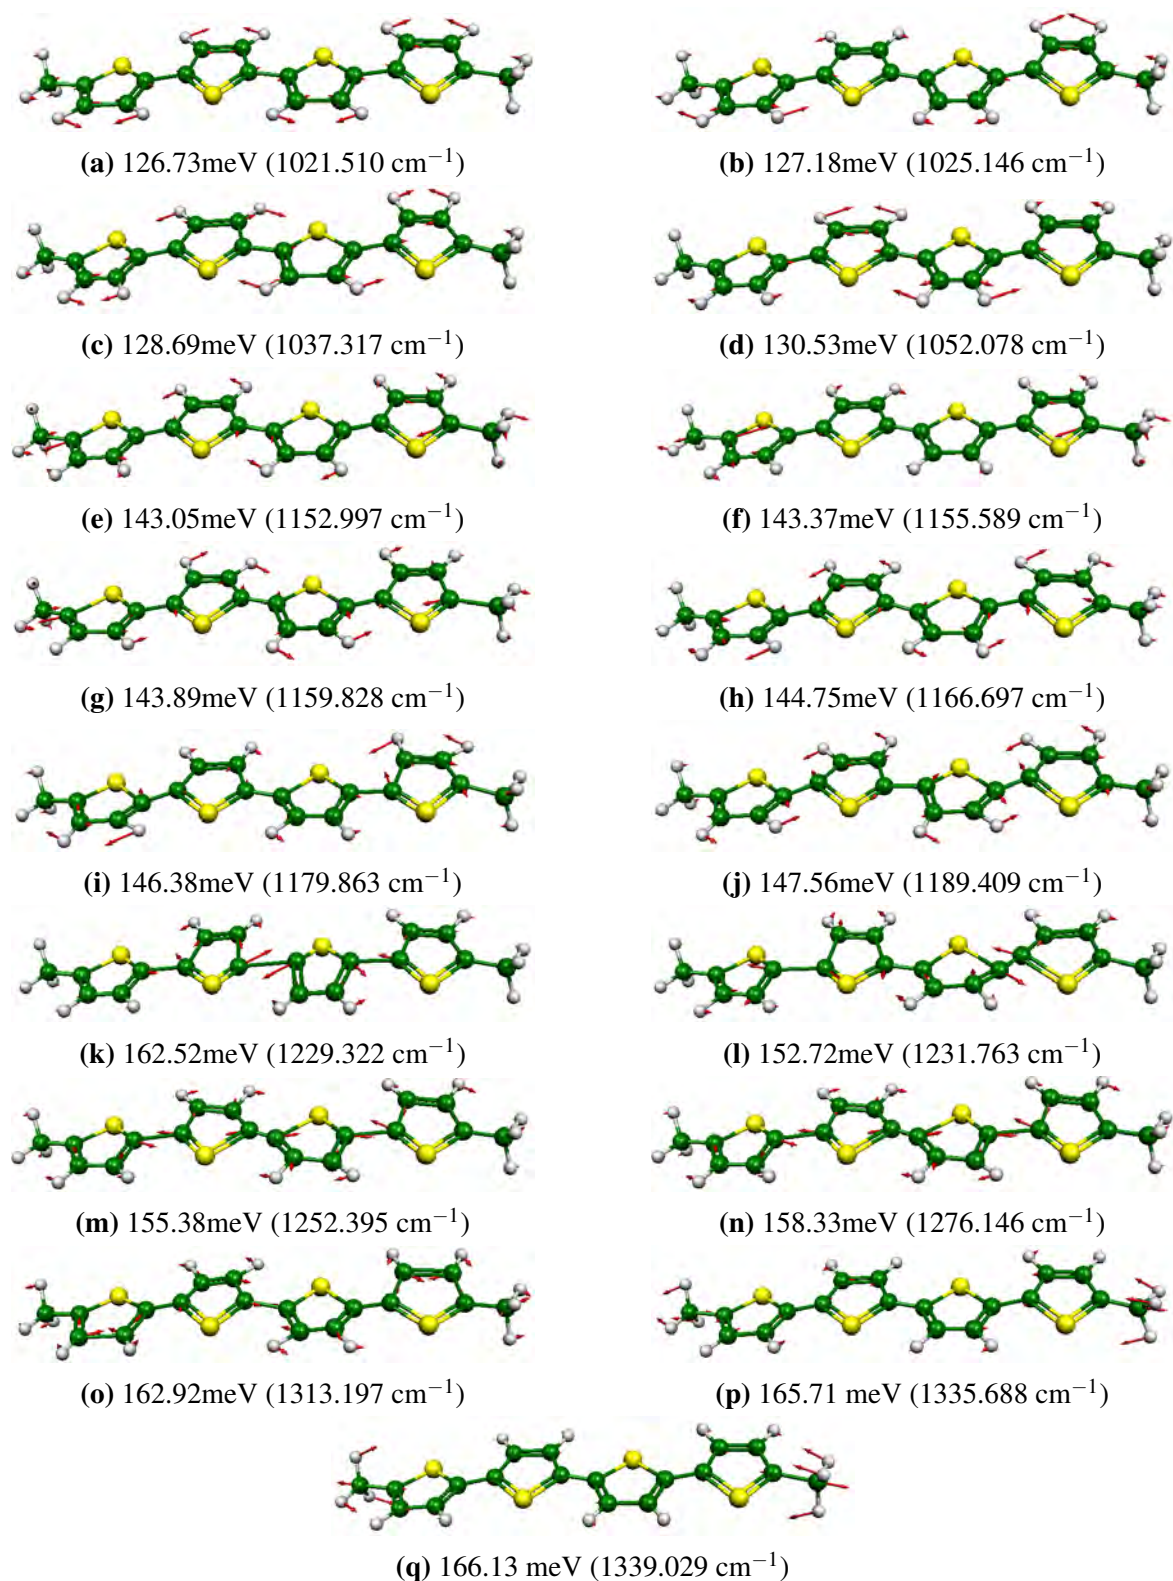 (a) 126.73meV (1021.510 cm⁻¹)
(b) 127.18meV (1025.146 cm⁻¹)
(c) 128.69meV (1037.317 cm⁻¹)
(d) 130.53meV (1052.078 cm⁻¹)
(e) 143.05meV (1152.997 cm⁻¹)
(f) 143.37meV (1155.589 cm⁻¹)
(g) 143.89meV (1159.828 cm⁻¹)
(h) 144.75meV (1166.697 cm⁻¹)
(i) 146.38meV (1179.863 cm⁻¹)
(j) 147.56meV (1189.409 cm⁻¹)
(k) 162.52meV (1229.322 cm⁻¹)
(l) 152.72meV (1231.763 cm⁻¹)
(m) 155.38meV (1252.395 cm⁻¹)
(n) 158.33meV (1276.146 cm⁻¹)
(o) 162.92meV (1313.197 cm⁻¹)
(p) 165.71 meV (1335.688 cm⁻¹)
(q) 166.13 meV (1339.029 cm⁻¹)